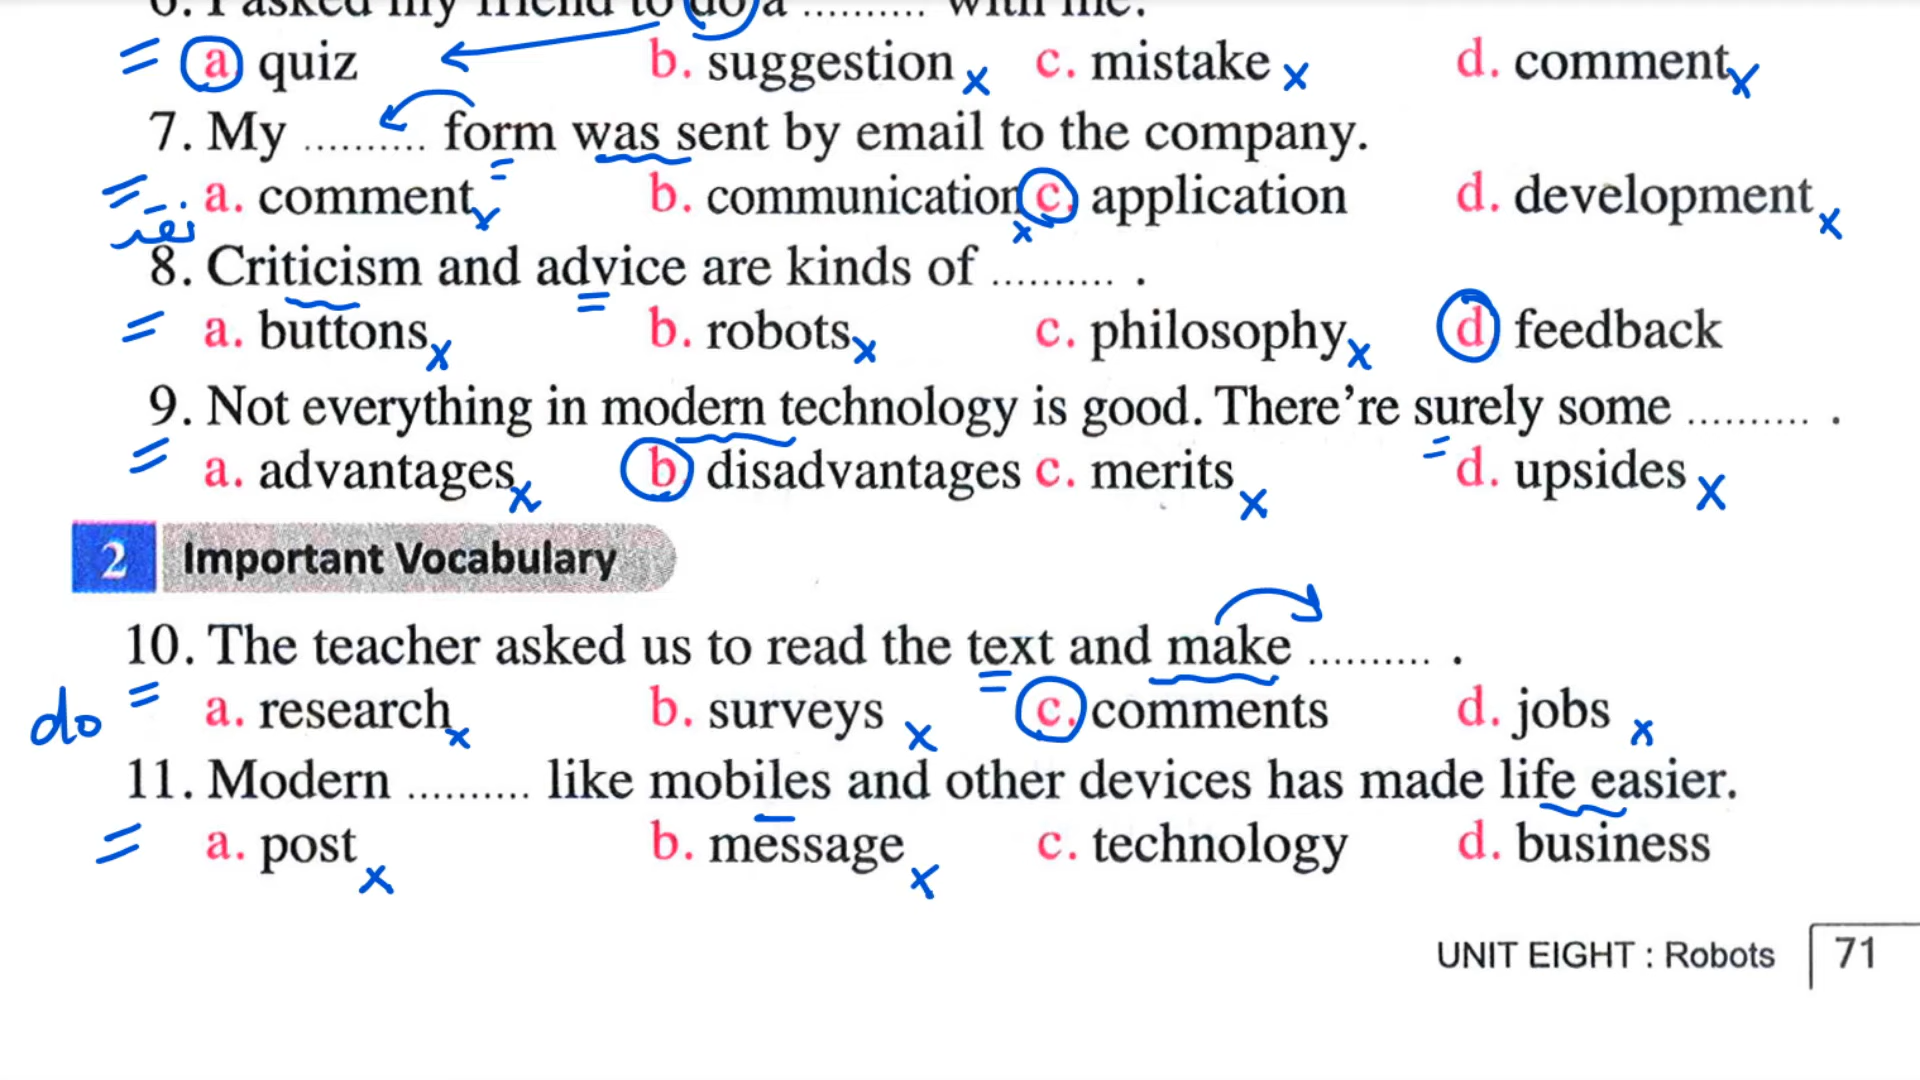 6. I asked my friend to do a .......... with me.
a quiz b. suggestion x c. mistake x d. comment x
7. My .......... form was sent by email to the company.
a. comment x b. communication x c. application d. development x
8. Criticism and advice are kinds of .......... .
a. buttons x b. robots x c. philosophy x d feedback
9. Not everything in modern technology is good. There're surely some .......... .
a. advantages x b disadvantages c. merits x d. upsides x
2 Important Vocabulary
10. The teacher asked us to read the text and make .......... .
do a. research x b. surveys x c. comments d. jobs x
11. Modern .......... like mobiles and other devices has made life easier.
a. post x b. message x c. technology d. business
UNIT EIGHT : Robots 71